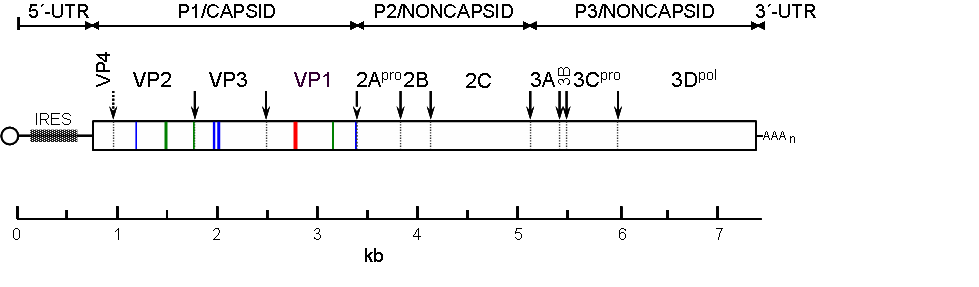 5´-UTR P1/CAPSID P2/NONCAPSID P3/NONCAPSID 3´-UTR
VP4 VP2 VP3 VP1 2Apro 2B 2C 3A 3B 3Cpro 3Dpol
IRES
AAA n
0 1 2 3 4 5 6 7
kb